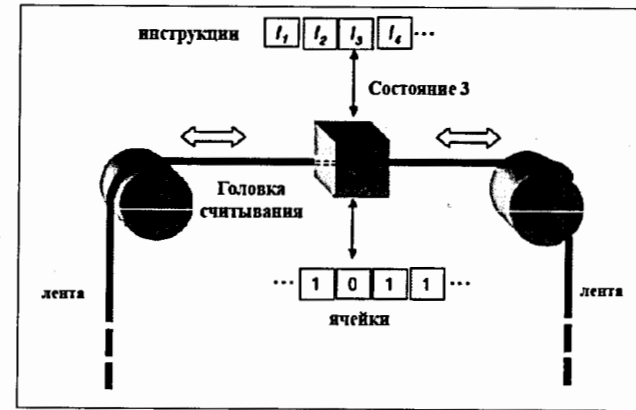 инструкции I1 I2 I3 I4 ...
Состояние 3
Головка
считывания
... 1 0 1 1 ...
лента
лента
ячейки